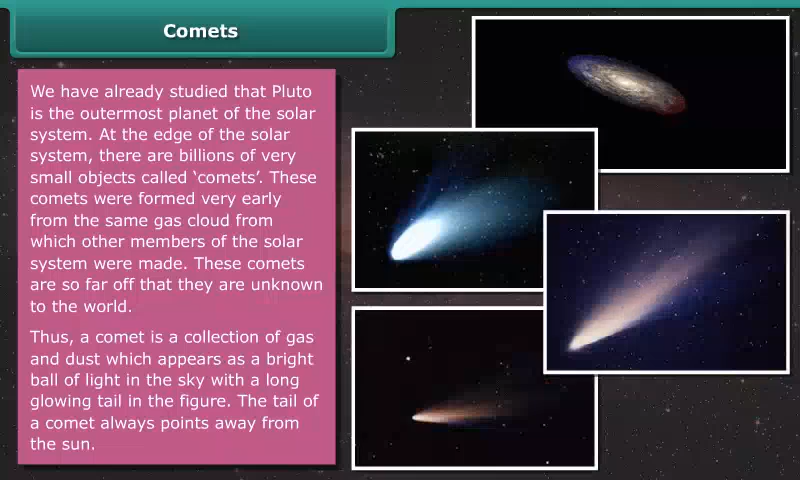 Comets
We have already studied that Pluto
is the outermost planet of the solar
system. At the edge of the solar
system, there are billions of very
small objects called ‘comets’. These
comets were formed very early
from the same gas cloud from
which other members of the solar
system were made. These comets
are so far off that they are unknown
to the world.
Thus, a comet is a collection of gas
and dust which appears as a bright
ball of light in the sky with a long
glowing tail in the figure. The tail of
a comet always points away from
the sun.